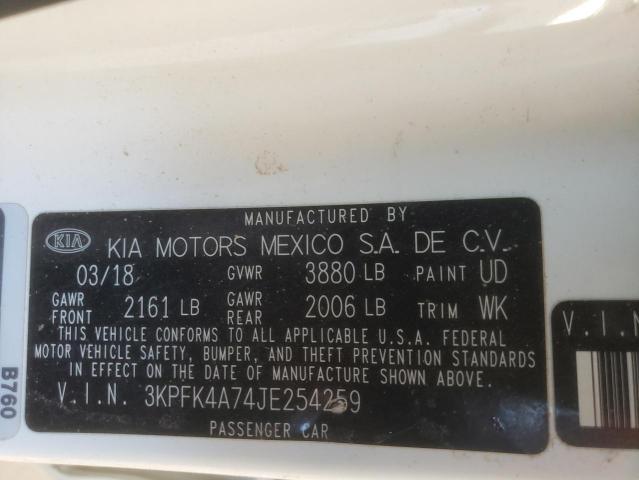 MANUFACTURED BY
KIA KIA MOTORS MEXICO S.A. DE C.V.
03/18 GVWR 3880 LB PAINT UD
GAWR FRONT 2161 LB GAWR REAR 2006 LB TRIM WK
THIS VEHICLE CONFORMS TO ALL APPLICABLE U.S.A. FEDERAL
MOTOR VEHICLE SAFETY, BUMPER, AND THEFT PREVENTION STANDARDS
IN EFFECT ON THE DATE OF MANUFACTURE SHOWN ABOVE.
V.I.N. 3KPFK4A74JE254259
PASSENGER CAR
B760
V.I.N